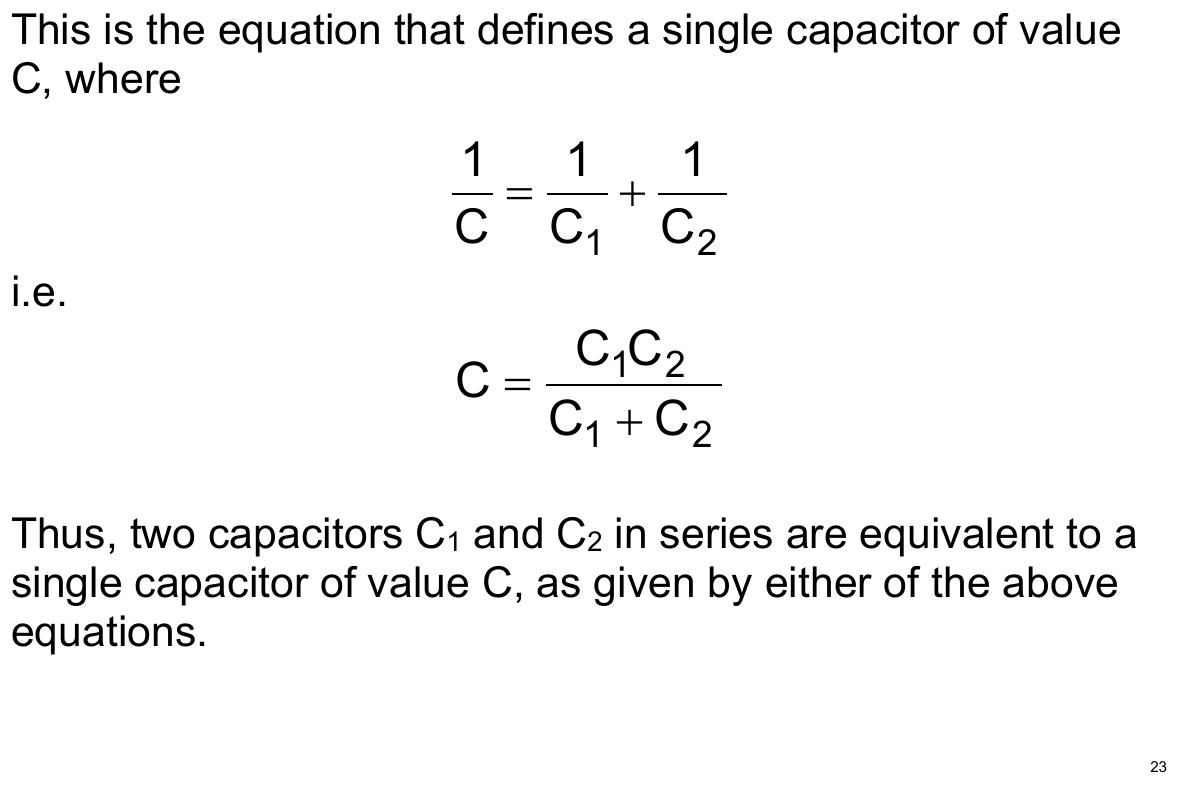 This is the equation that defines a single capacitor of value
C, where
1/C = 1/C₁ + 1/C₂
i.e.
C = C₁C₂/(C₁ + C₂)
Thus, two capacitors C₁ and C₂ in series are equivalent to a
single capacitor of value C, as given by either of the above
equations.
23